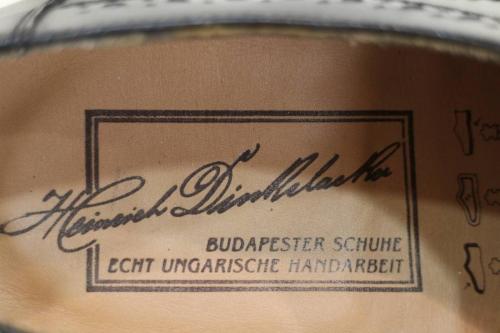 Heinrich Dinkelacker
BUDAPESTER SCHUHE
ECHT UNGARISCHE HANDARBEIT